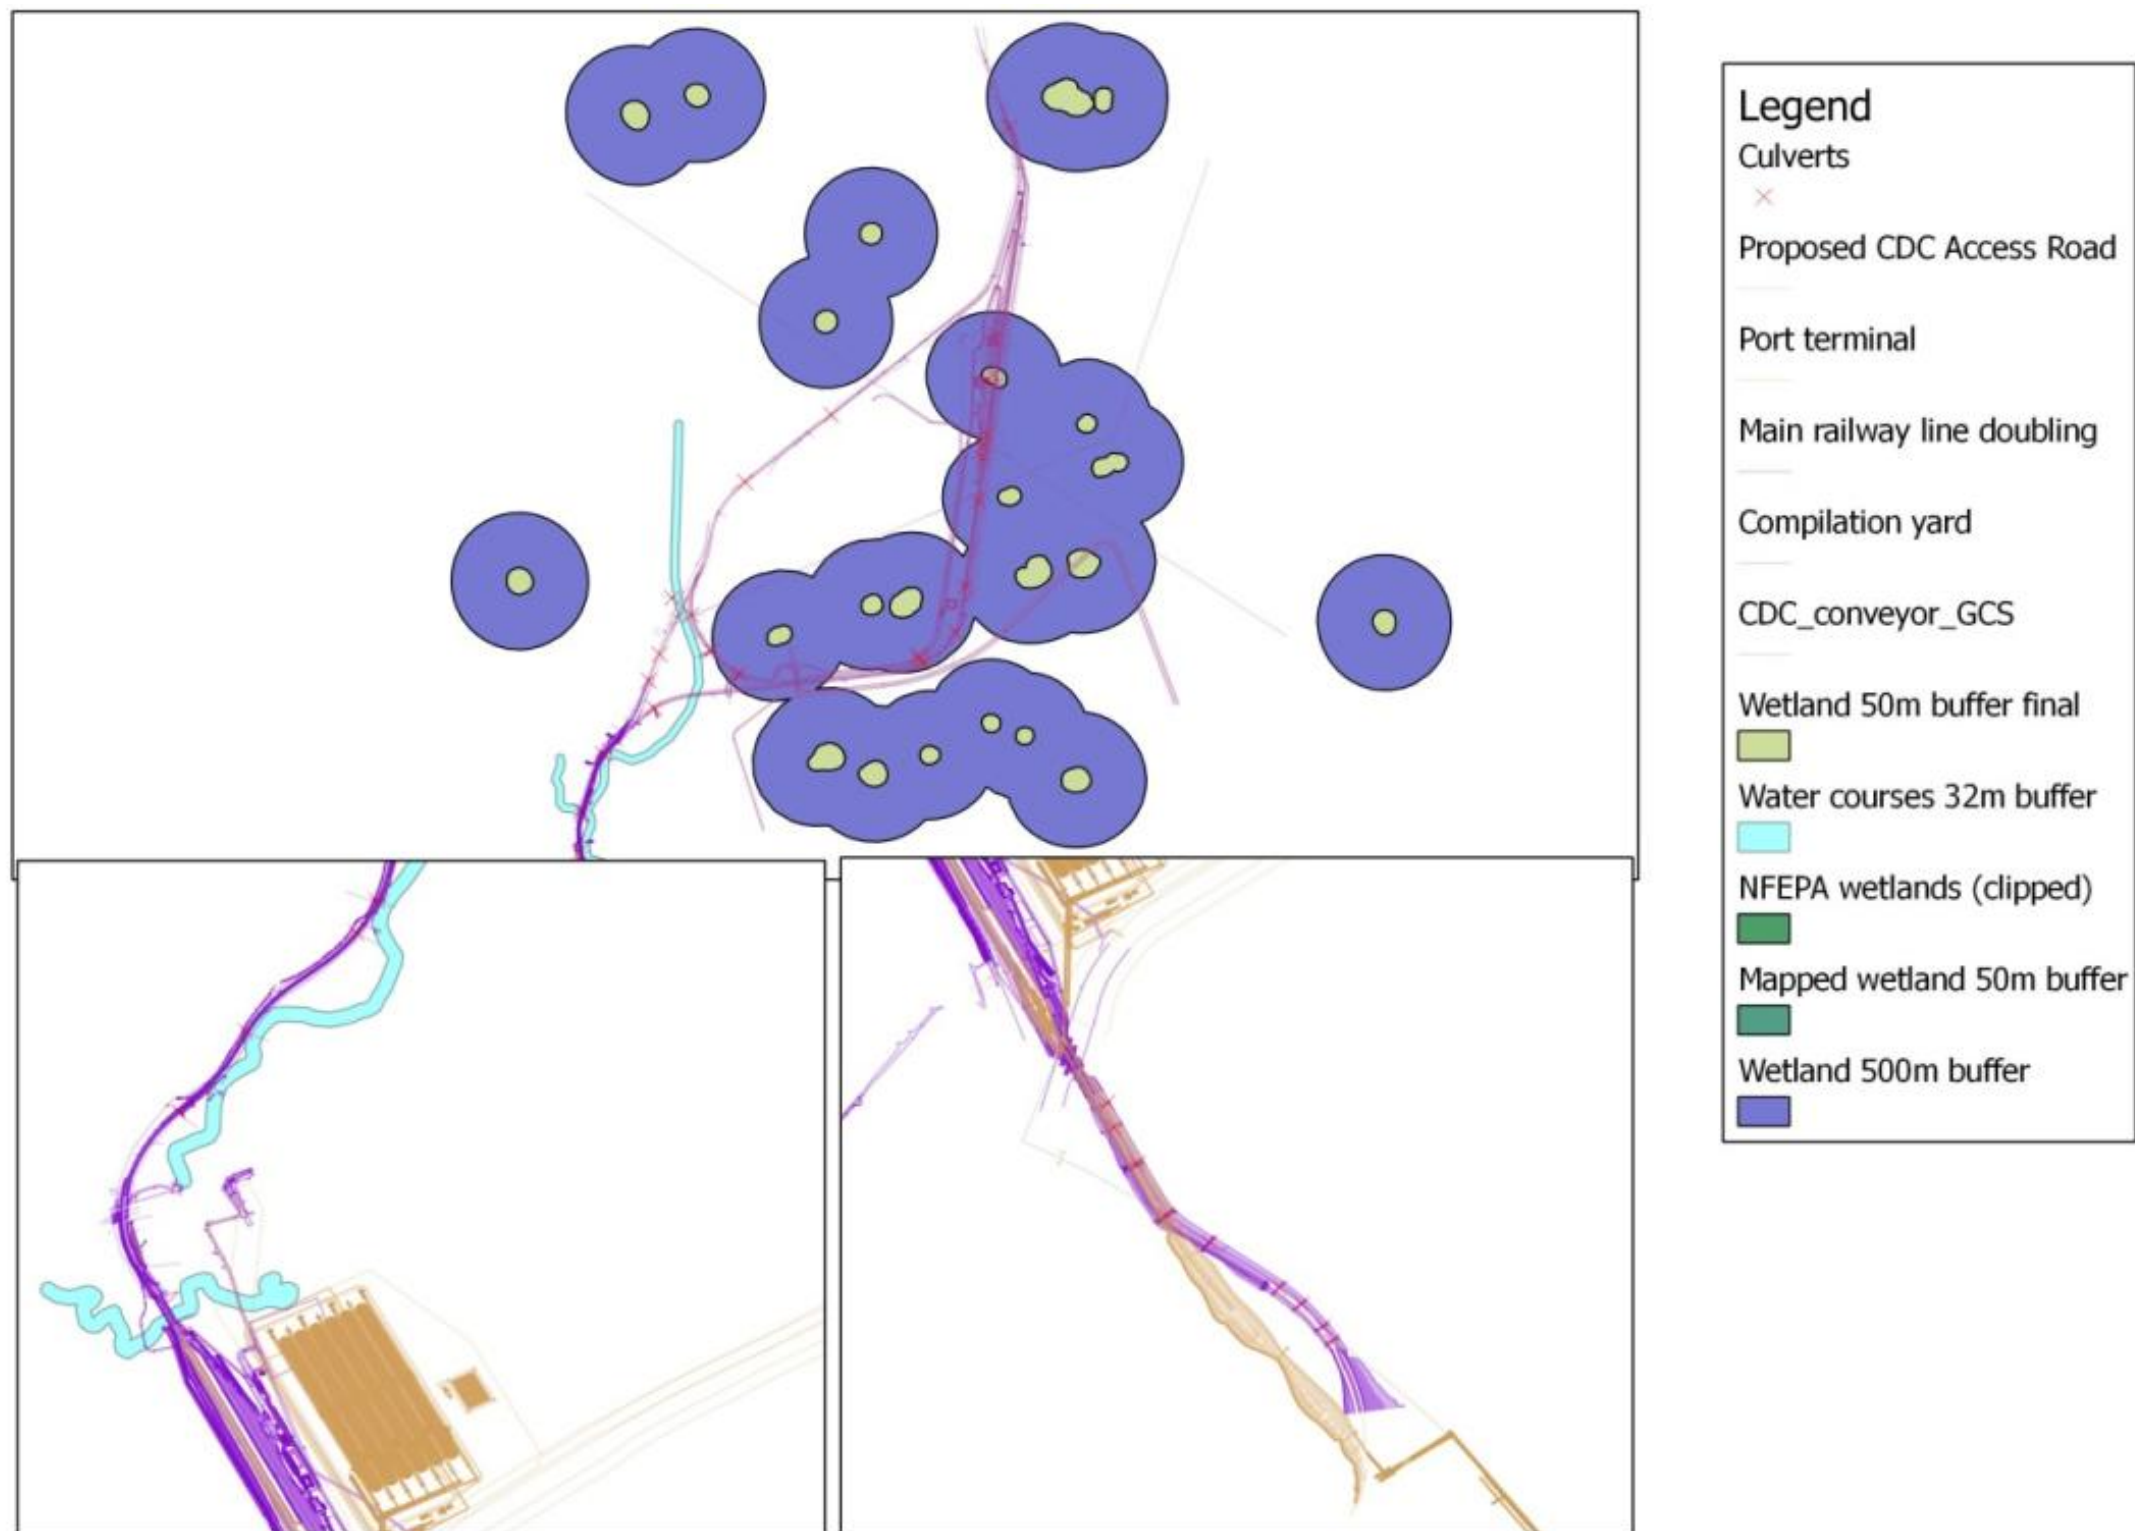 Legend
Culverts
Proposed CDC Access Road
Port terminal
Main railway line doubling
Compilation yard
CDC_conveyor_GCS
Wetland 50m buffer final
Water courses 32m buffer
NFEPA wetlands (clipped)
Mapped wetland 50m buffer
Wetland 500m buffer